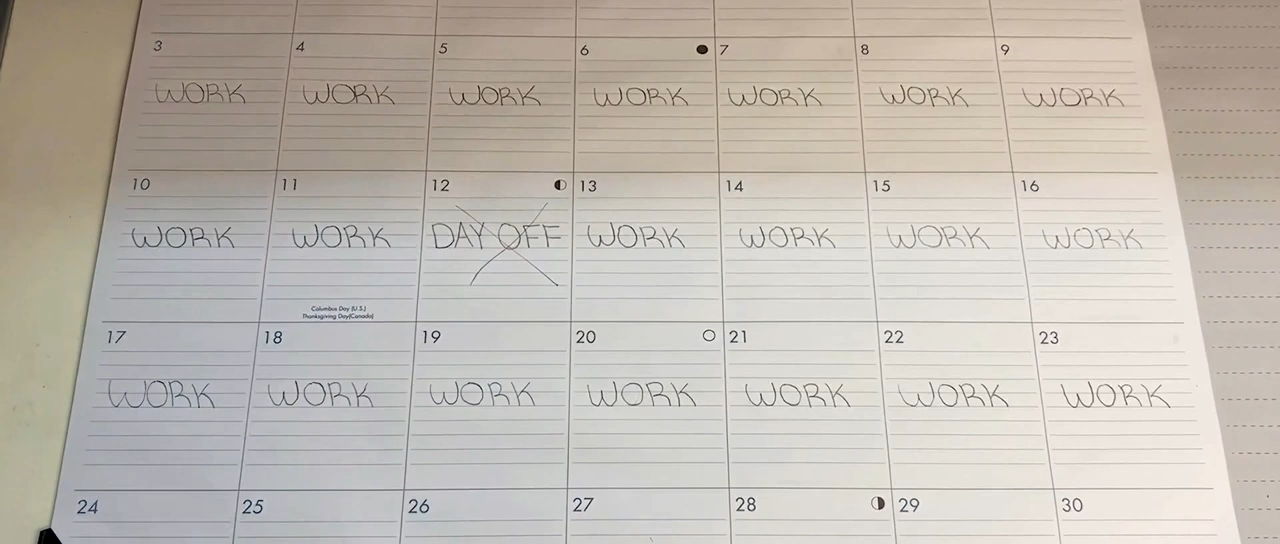 3 4 5 6 7 8 9
WORK WORK WORK WORK WORK WORK WORK
10 11 12 13 14 15 16
WORK WORK DAY OFF WORK WORK WORK WORK
Columbus Day (U.S.)
Thanksgiving Day(Canada)
17 18 19 20 21 22 23
WORK WORK WORK WORK WORK WORK WORK
24 25 26 27 28 29 30